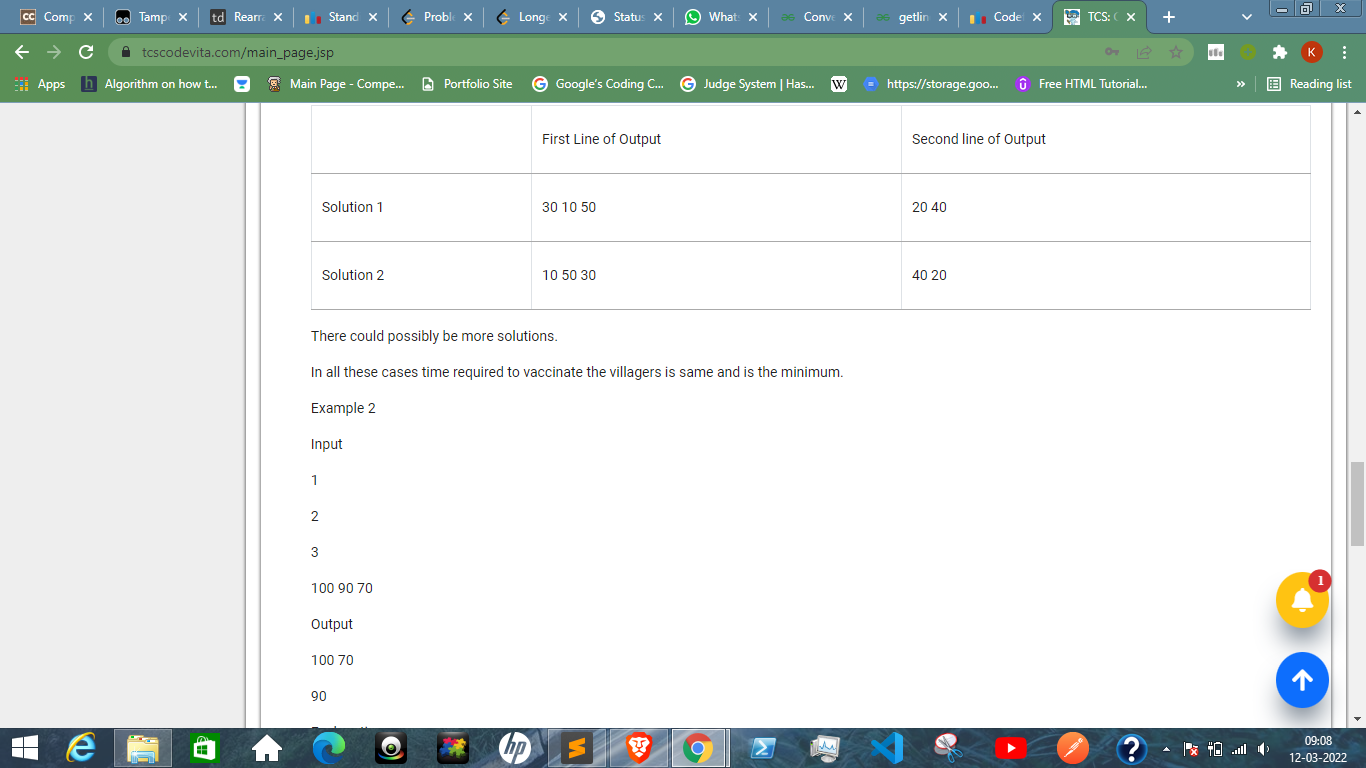 Comp
Tamp
Rearra
Stand
Proble
Longe
Status
What
Conve
getlin
Codef
TCS: C
tcscodevita.com/main_page.jsp
K
Apps
Algorithm on how t...
Main Page - Compe...
Portfolio Site
Google's Coding C...
Judge System | Has...
W
https://storage.goo...
Free HTML Tutorial...
»
Reading list
First Line of Output
Second line of Output
Solution 1
30 10 50
20 40
Solution 2
10 50 30
40 20
There could possibly be more solutions.
In all these cases time required to vaccinate the villagers is same and is the minimum.
Example 2
Input
1
2
3
100 90 70
Output
100 70
90
1
09:08
12-03-2022